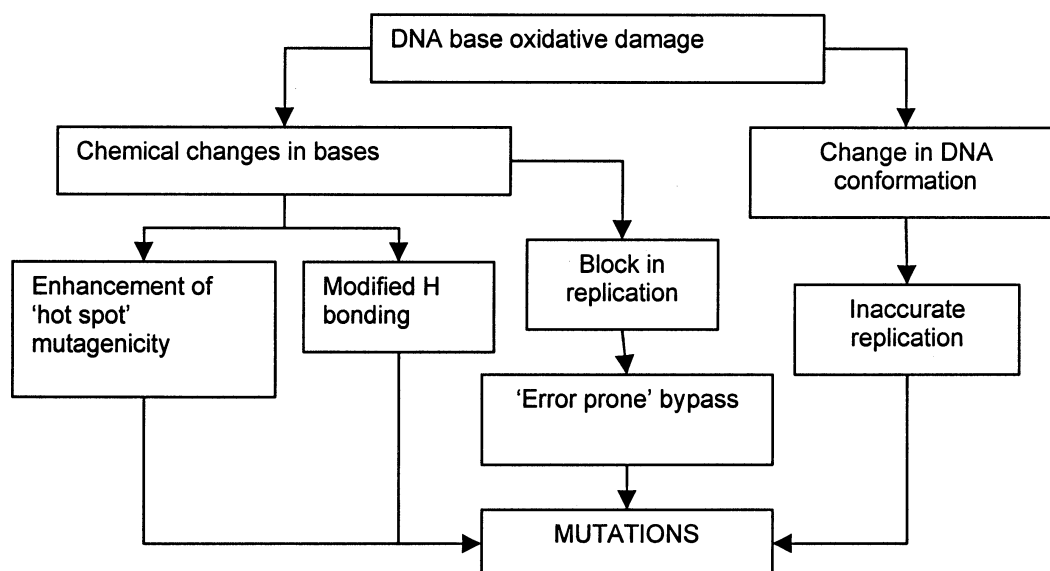 DNA base oxidative damage
Chemical changes in bases
Change in DNA
conformation
Enhancement of
‘hot spot’
mutagenicity
Modified H
bonding
Block in
replication
Inaccurate
replication
‘Error prone’ bypass
MUTATIONS